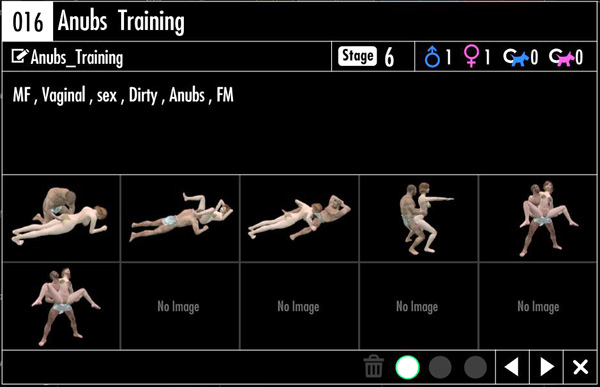 016 Anubs Training
Anubs_Training Stage 6 1 1 0 0
MF , Vaginal , sex , Dirty , Anubs , FM
No Image No Image No Image No Image